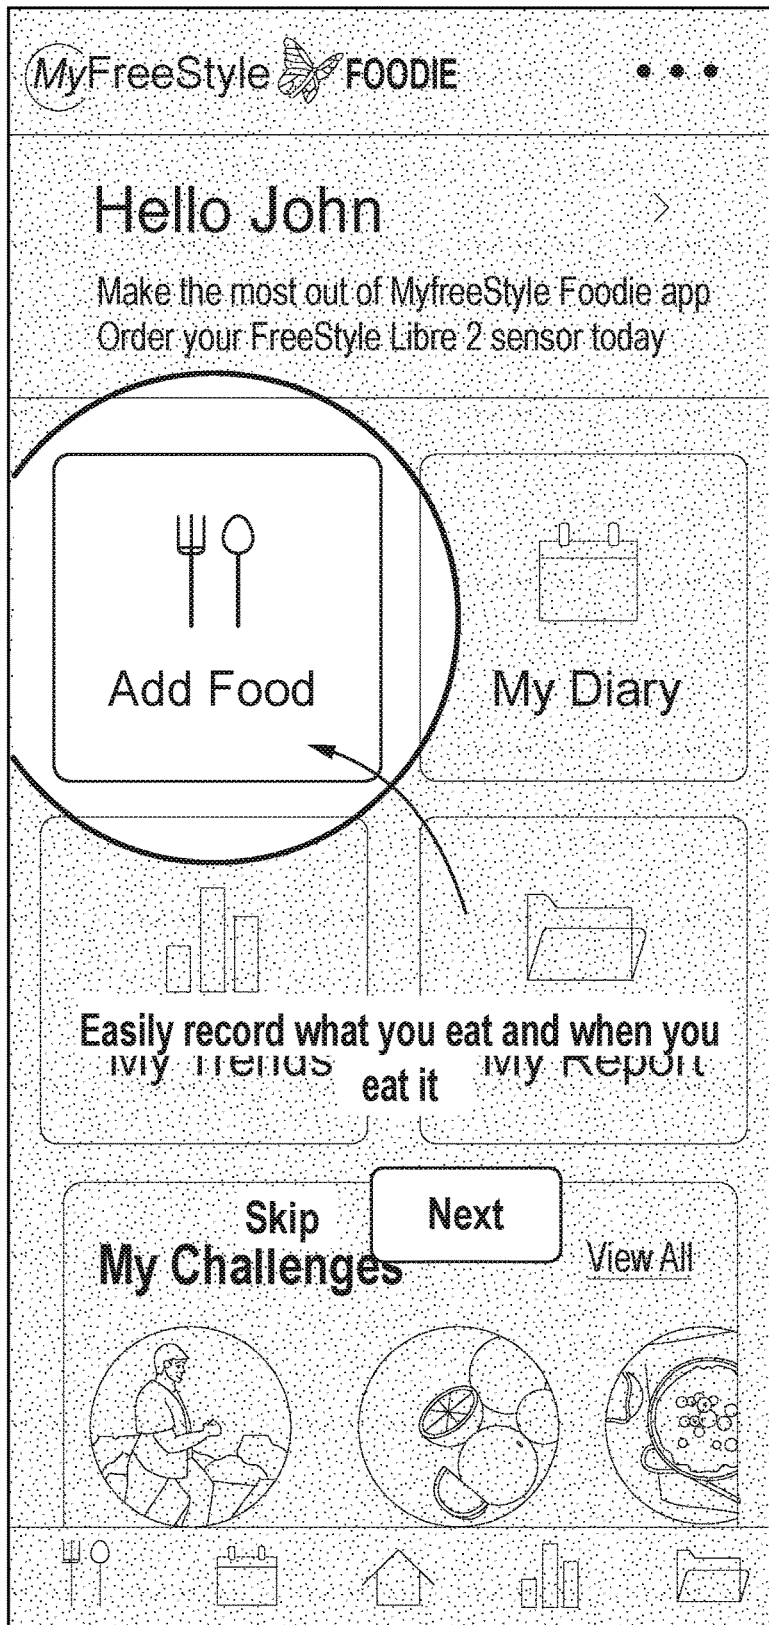 MyFreeStyle FOODIE
Hello John
Make the most out of MyfreeStyle Foodie app
Order your FreeStyle Libre 2 sensor today
Add Food
My Diary
Easily record what you eat and when you
eat it
My Trends
My Report
Skip
Next
My Challenges
View All